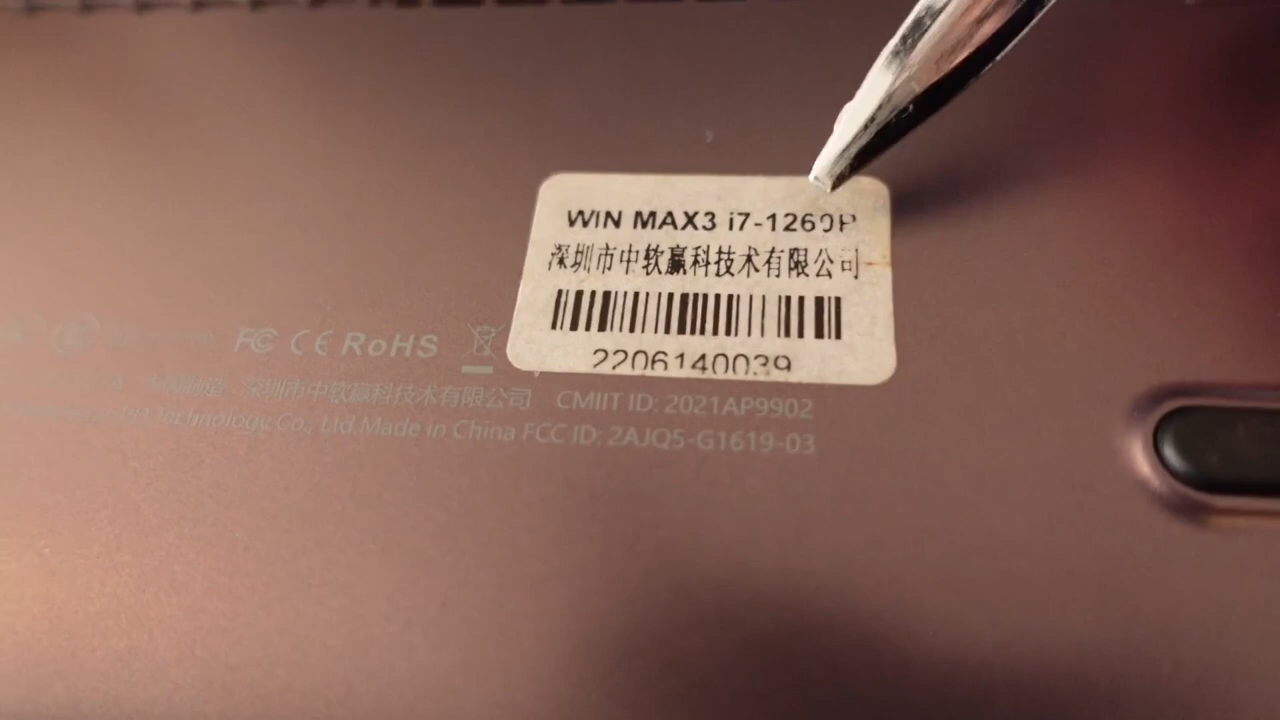 WIN MAX3 i7-1260P
深圳市中软赢科技术有限公司
2206140039
FC CE RoHS
深圳市中软赢科技术有限公司 CMIIT ID: 2021AP9902
Technology Co., Ltd.Made in China FCC ID: 2AJQ5-G1619-03